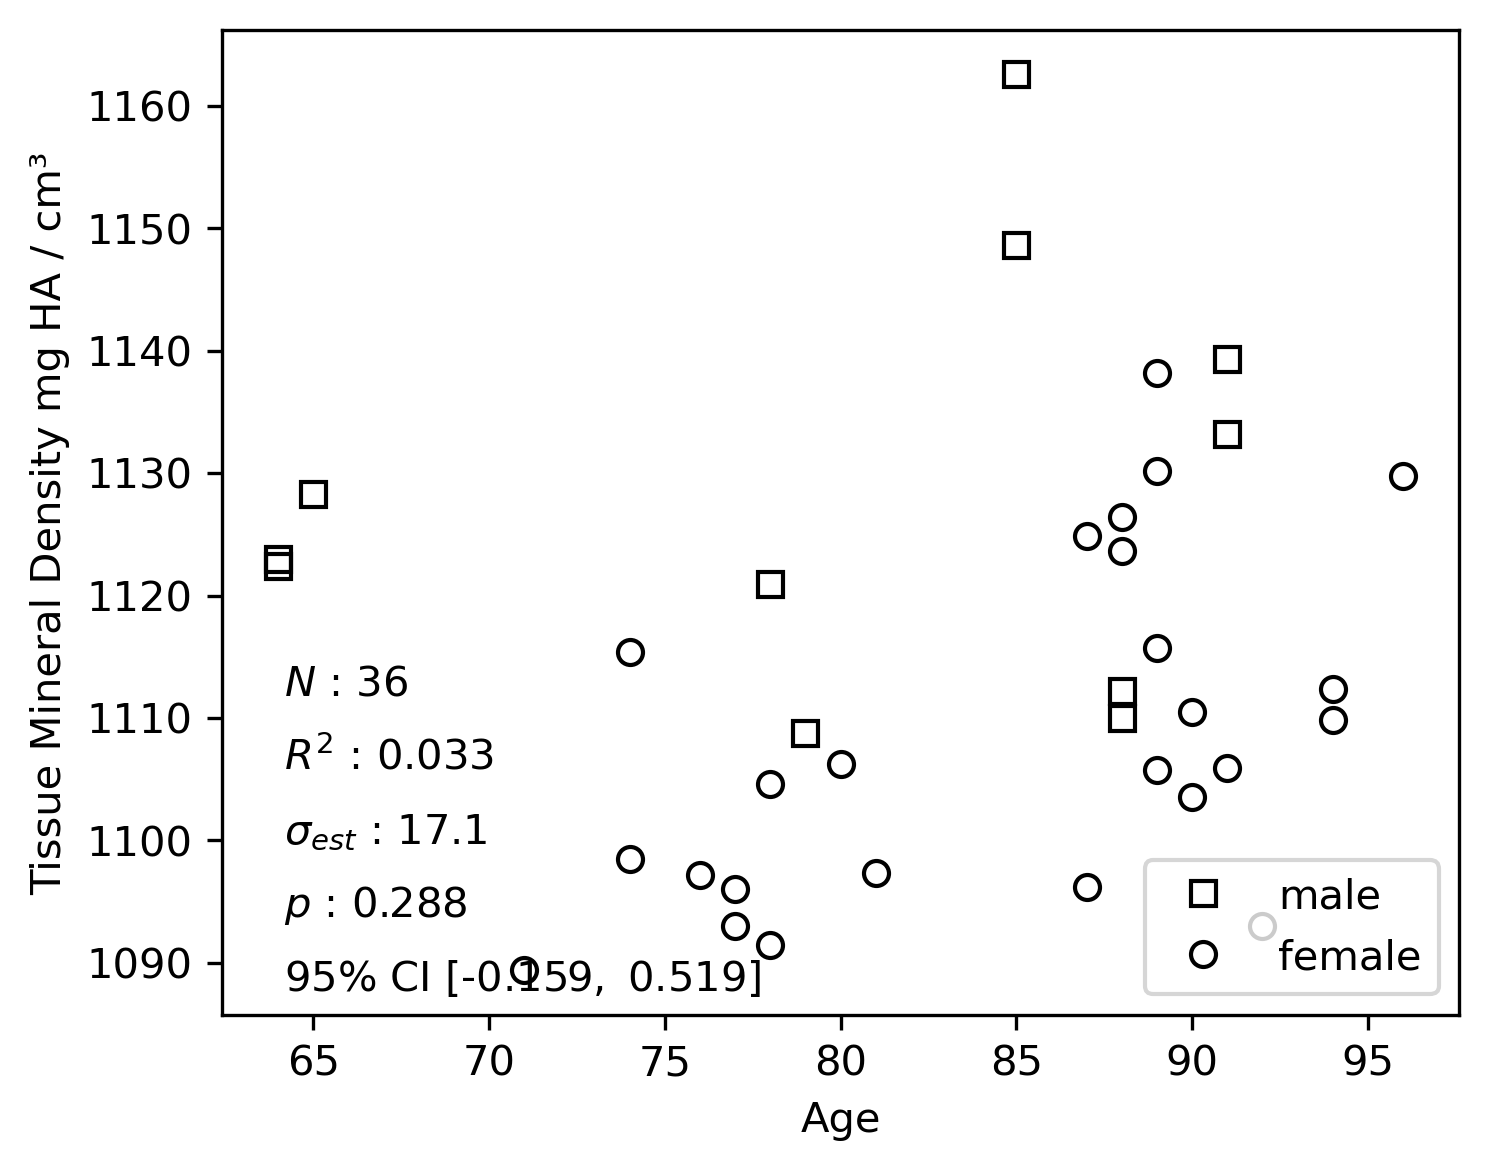 Tissue Mineral Density mg HA / cm³
1160
1150
1140
1130
1120
1110
1100
1090
N : 36
R² : 0.033
σest : 17.1
p : 0.288
95% CI [-0.159, 0.519]
male
female
65 70 75 80 85 90 95
Age